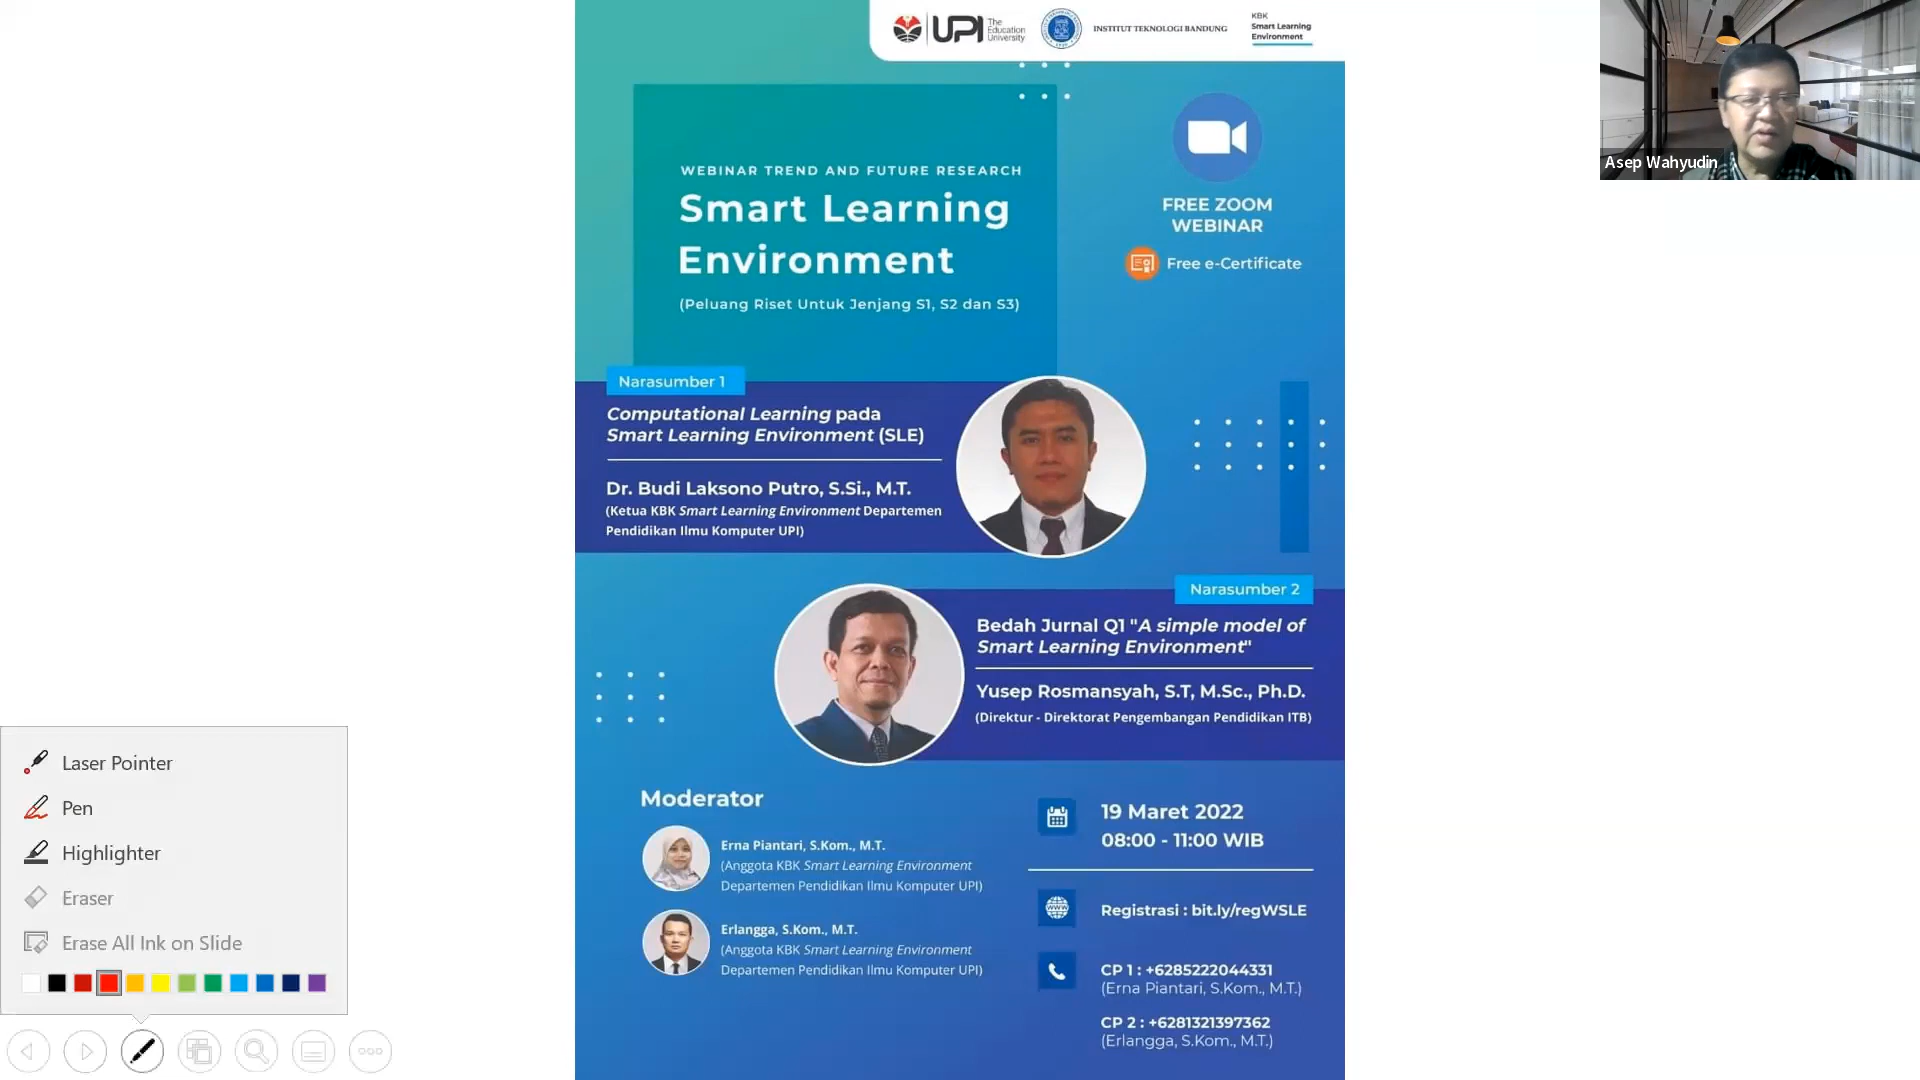 UPI
The
Education
University
INSTITUT TEKNOLOGI BANDUNG
KBK
Smart Learning
Environment
WEBINAR TREND AND FUTURE RESEARCH
Smart Learning
Environment
(Peluang Riset Untuk Jenjang S1, S2 dan S3)
FREE ZOOM
WEBINAR
Free e-Certificate
Asep Wahyudin
Narasumber 1
Computational Learning pada
Smart Learning Environment (SLE)
Dr. Budi Laksono Putro, S.Si., M.T.
(Ketua KBK Smart Learning Environment Departemen
Pendidikan Ilmu Komputer UPI)
Narasumber 2
Bedah Jurnal Q1 "A simple model of
Smart Learning Environment"
Yusep Rosmansyah, S.T, M.Sc., Ph.D.
(Direktur - Direktorat Pengembangan Pendidikan ITB)
Moderator
Erna Piantari, S.Kom., M.T.
(Anggota KBK Smart Learning Environment
Departemen Pendidikan Ilmu Komputer UPI)
Erlangga, S.Kom., M.T.
(Anggota KBK Smart Learning Environment
Departemen Pendidikan Ilmu Komputer UPI)
19 Maret 2022
08:00 - 11:00 WIB
WWW
Registrasi : bit.ly/regWSLE
CP 1 : +6285222044331
(Erna Piantari, S.Kom., M.T.)
CP 2 : +6281321397362
(Erlangga, S.Kom., M.T.)
Laser Pointer
Pen
Highlighter
Eraser
Erase All Ink on Slide